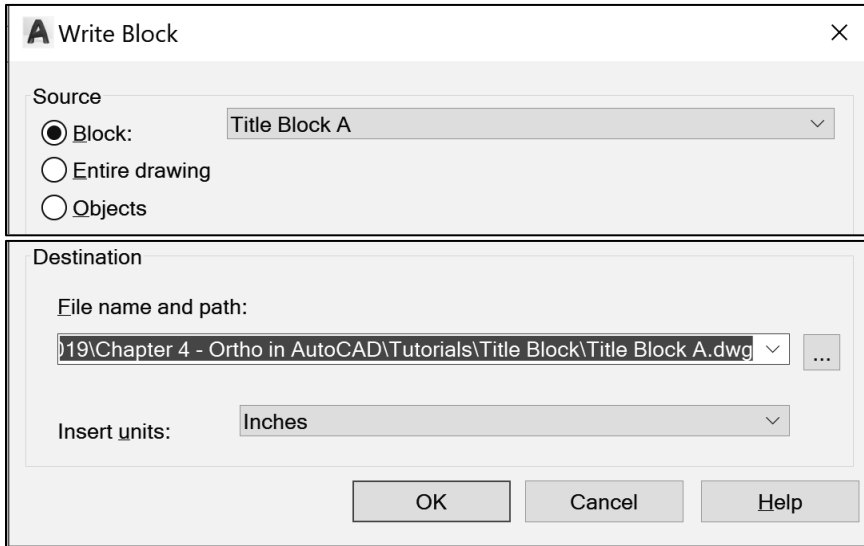 Write Block
Source
Block:
Title Block A
Entire drawing
Objects
Destination
File name and path:
19\Chapter 4 - Ortho in AutoCAD\Tutorials\Title Block\Title Block A.dwg
...
Insert units:
Inches
OK
Cancel
Help